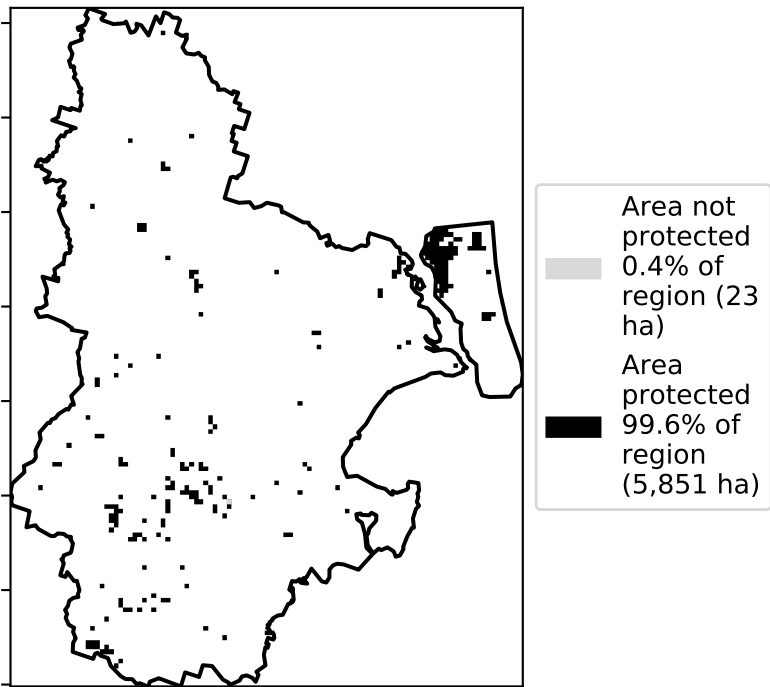 Area not
protected
0.4% of
region (23
ha)
Area
protected
99.6% of
region
(5,851 ha)